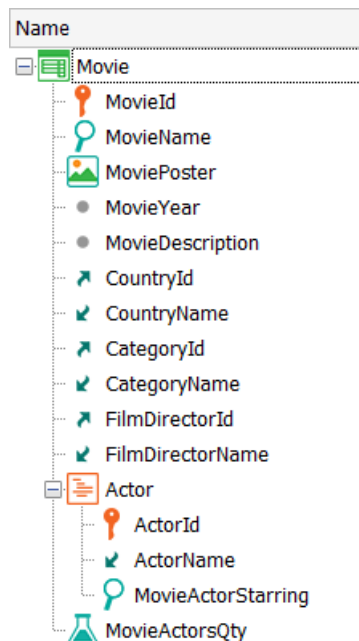 Name
Movie
MovieId
MovieName
MoviePoster
MovieYear
MovieDescription
CountryId
CountryName
CategoryId
CategoryName
FilmDirectorId
FilmDirectorName
Actor
ActorId
ActorName
MovieActorStarring
MovieActorsQty